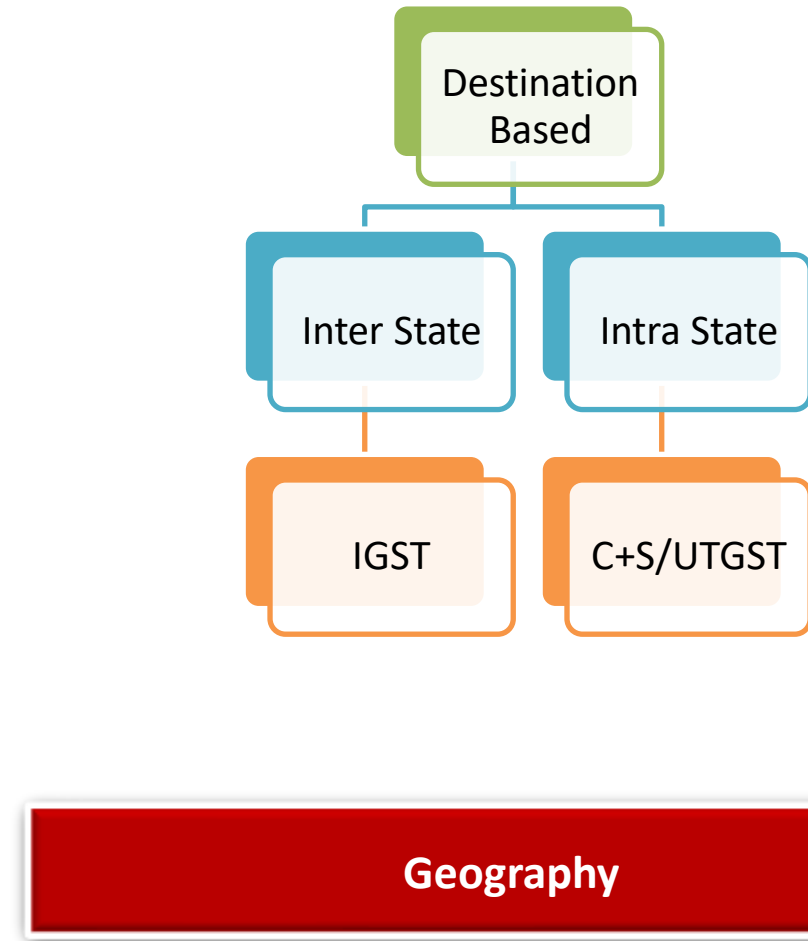 Destination
Based
Inter State
Intra State
IGST
C+S/UTGST
Geography